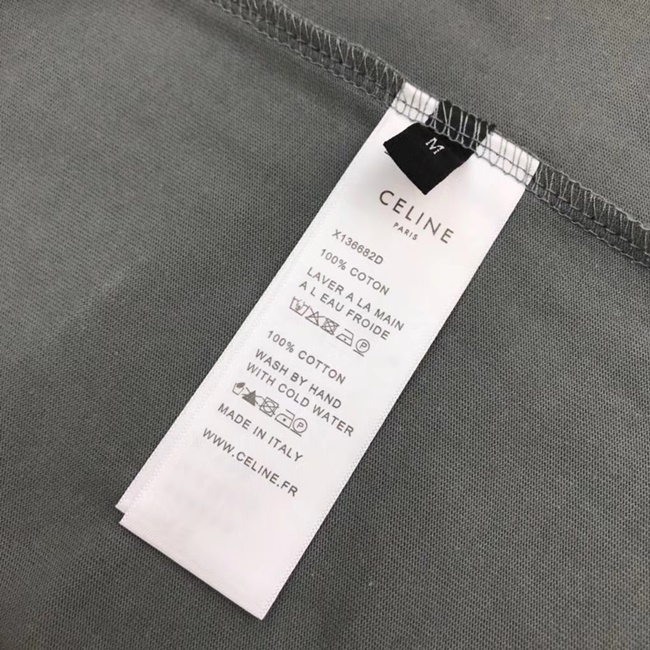 M
CELINE
PARIS
X136682D
100% COTON
LAVER A LA MAIN
A L EAU FROIDE
P
100% COTTON
WASH BY HAND
WITH COLD WATER
P
MADE IN ITALY
WWW.CELINE.FR